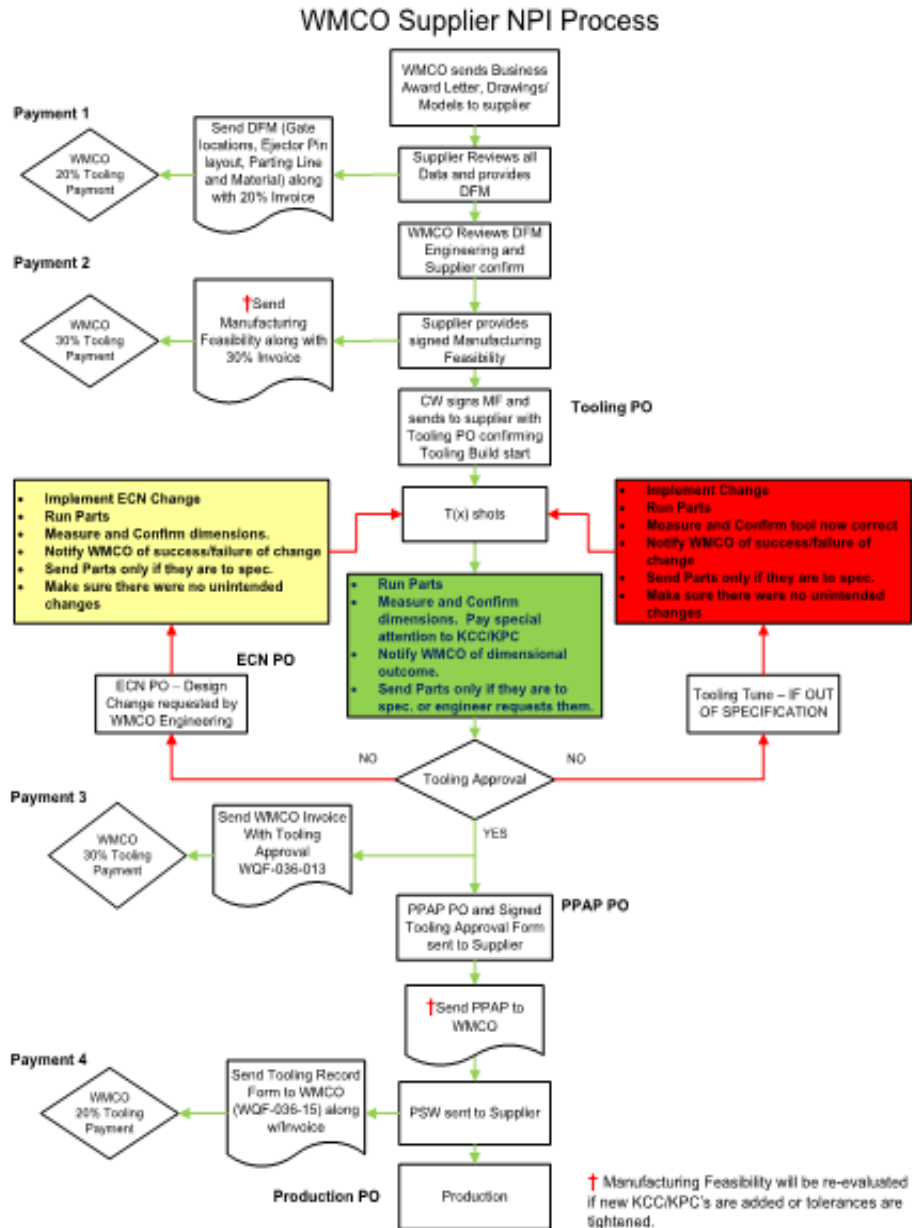 WMCO Supplier NPI Process
WMCO sends Business
Award Letter, Drawings/
Models to supplier
Payment 1
Send DFM (Gate
locations, Ejector Pin
layout, Parting Line
and Material) along
with 20% Invoice
WMCO
20% Tooling
Payment
Supplier Reviews all
Data and provides
DFM
WMCO Reviews DFM
Engineering and
Supplier confirm
Payment 2
†Send
Manufacturing
Feasibility along with
30% Invoice
WMCO
30% Tooling
Payment
Supplier provides
signed Manufacturing
Feasibility
CW signs MF and
sends to supplier with
Tooling PO confirming
Tooling Build start
Tooling PO
• Implement ECN Change
• Run Parts
• Measure and Confirm dimensions.
• Notify WMCO of success/failure of change
• Send Parts only if they are to spec.
• Make sure there were no unintended
changes
T(x) shots
• Implement Change
• Run Parts
• Measure and Confirm tool now correct
• Notify WMCO of success/failure of
change
• Send Parts only if they are to spec.
• Make sure there were no unintended
changes
• Run Parts
• Measure and Confirm
dimensions. Pay special
attention to KCC/KPC
• Notify WMCO of dimensional
outcome.
• Send Parts only if they are to
spec. or engineer requests them.
ECN PO
ECN PO – Design
Change requested by
WMCO Engineering
Tooling Tune – IF OUT
OF SPECIFICATION
NO
Tooling Approval
NO
YES
Payment 3
Send WMCO Invoice
With Tooling
Approval
WQF-036-013
WMCO
30% Tooling
Payment
PPAP PO and Signed
Tooling Approval Form
sent to Supplier
PPAP PO
†Send PPAP to
WMCO
Payment 4
Send Tooling Record
Form to WMCO
(WQF-036-15) along
w/Invoice
WMCO
20% Tooling
Payment
PSW sent to Supplier
Production PO
Production
† Manufacturing Feasibility will be re-evaluated
if new KCC/KPC's are added or tolerances are
tightened.